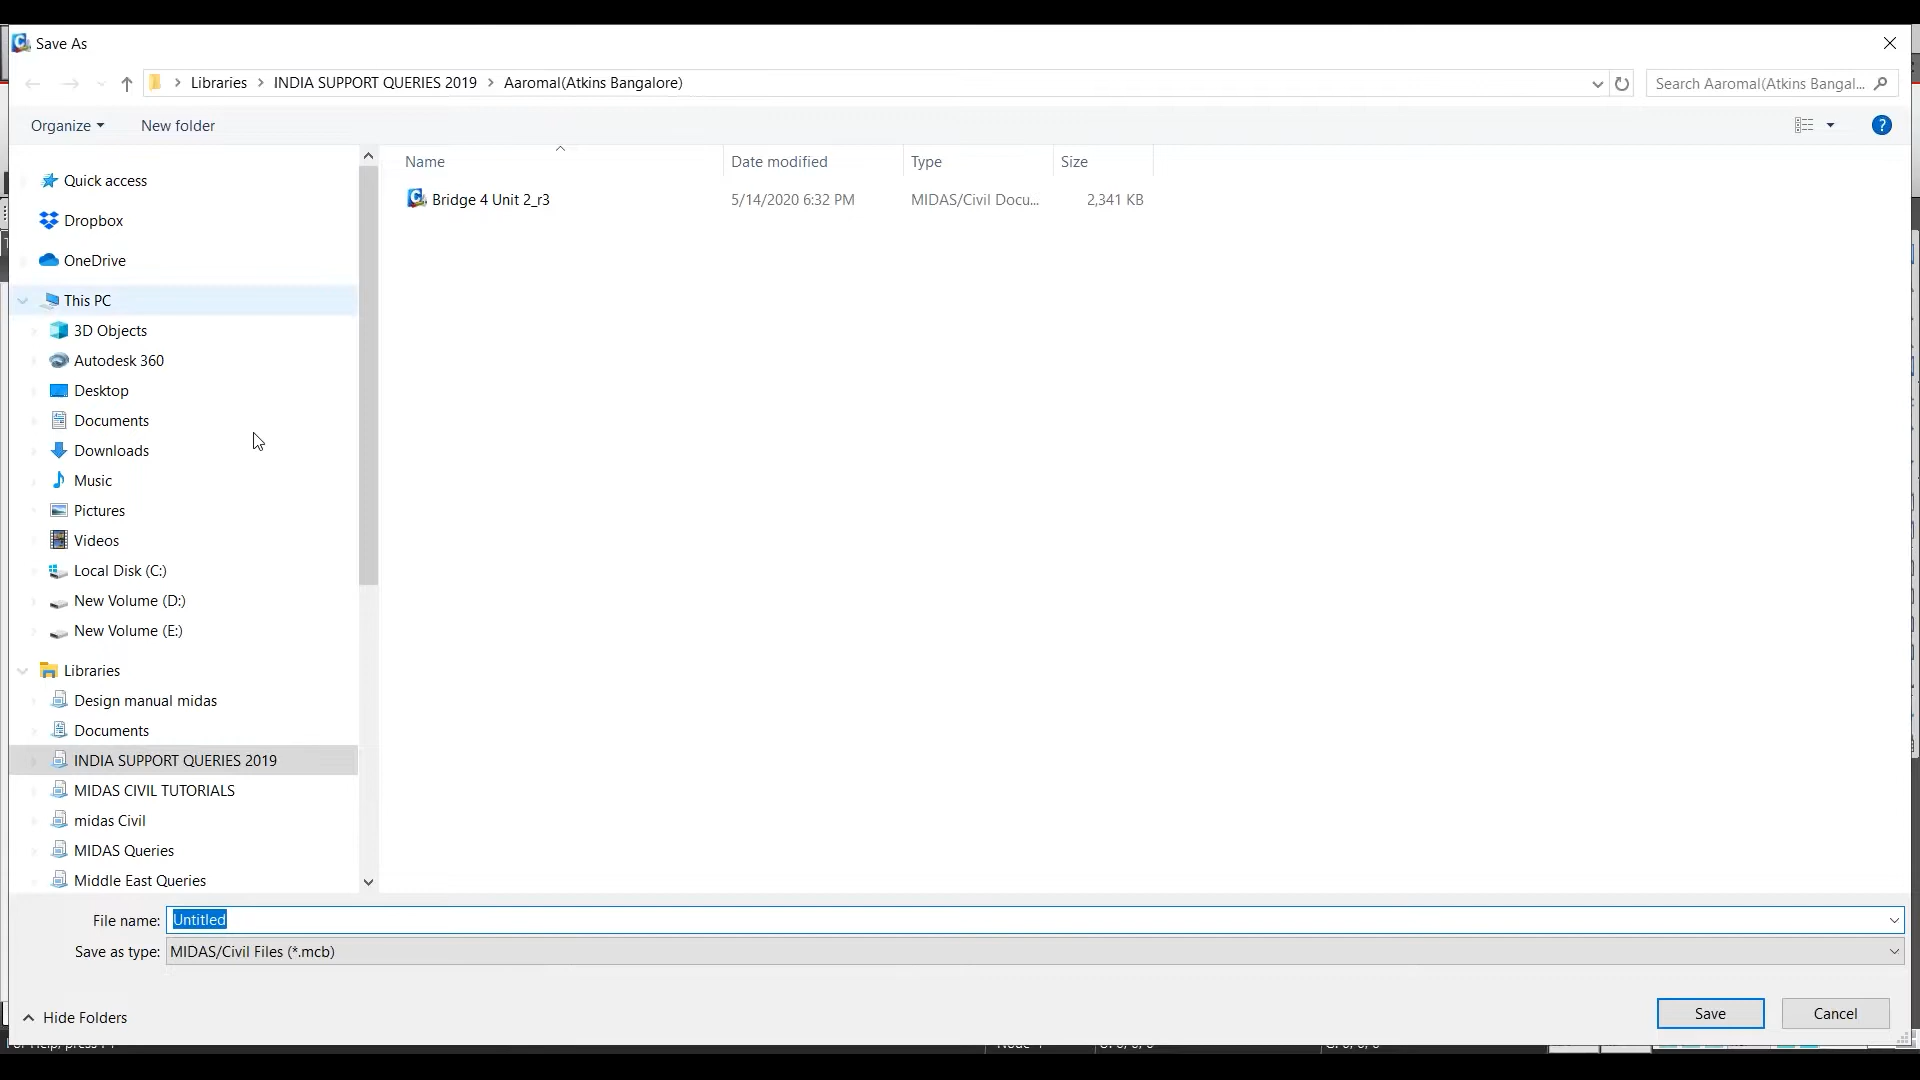 Save As
Libraries > INDIA SUPPORT QUERIES 2019 > Aaromal(Atkins Bangalore)
Search Aaromal(Atkins Bangal...
Organize
New folder
Name
Date modified
Type
Size
Bridge 4 Unit 2_r3
5/14/2020 6:32 PM
MIDAS/Civil Docu...
2,341 KB
Quick access
Dropbox
OneDrive
This PC
3D Objects
Autodesk 360
Desktop
Documents
Downloads
Music
Pictures
Videos
Local Disk (C:)
New Volume (D:)
New Volume (E:)
Libraries
Design manual midas
Documents
INDIA SUPPORT QUERIES 2019
MIDAS CIVIL TUTORIALS
midas Civil
MIDAS Queries
Middle East Queries
File name: Untitled
Save as type: MIDAS/Civil Files (*.mcb)
Hide Folders
Save
Cancel